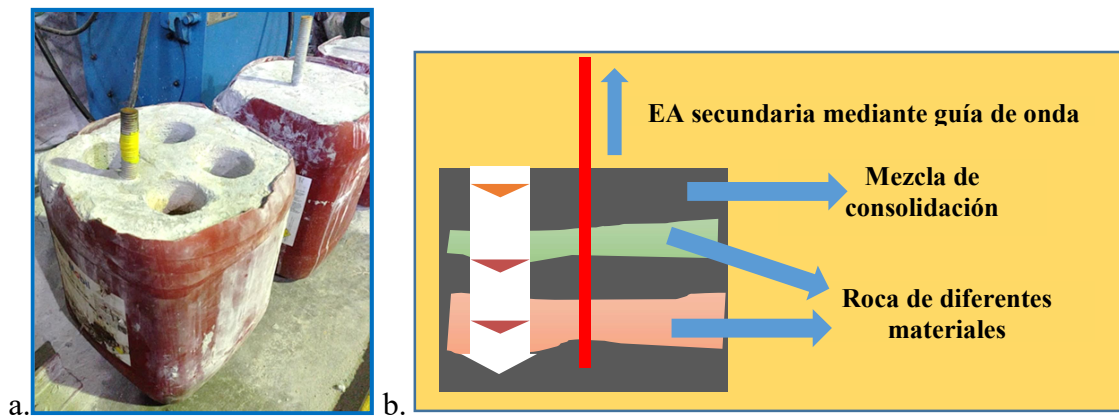 EA secundaria mediante guía de onda
Mezcla de
consolidación
Roca de diferentes
materiales
a.
b.